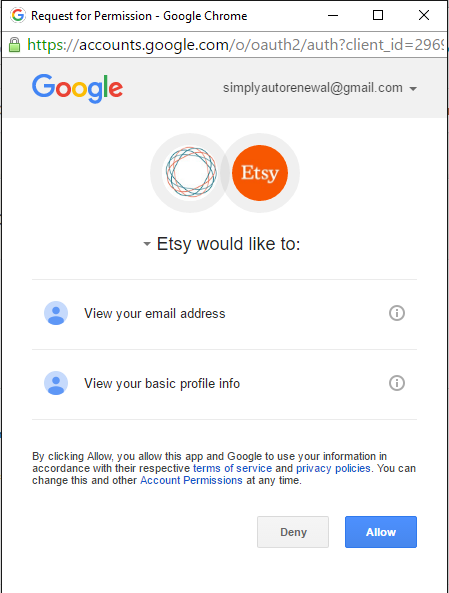 Request for Permission - Google Chrome
https://accounts.google.com/o/oauth2/auth?client_id=2969
Google
simplyautorenewal@gmail.com
Etsy
Etsy would like to:
View your email address
View your basic profile info
By clicking Allow, you allow this app and Google to use your information in
accordance with their respective terms of service and privacy policies. You can
change this and other Account Permissions at any time.
Deny
Allow